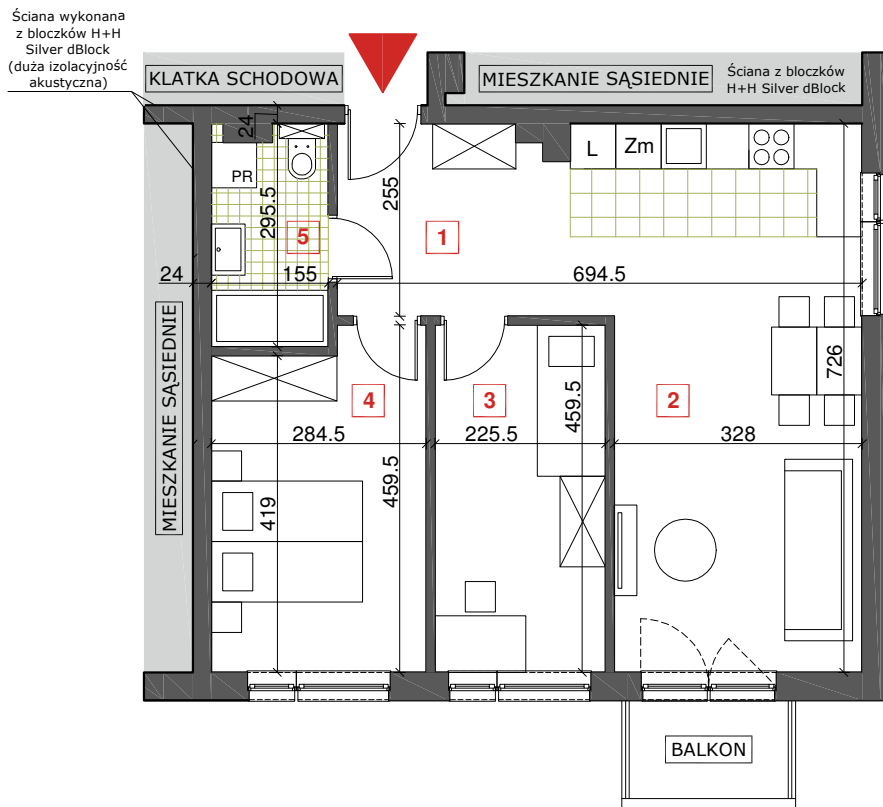 Ściana wykonana
z bloczków H+H
Silver dBlock
(duża izolacyjność
akustyczna)
KLATKA SCHODOWA
MIESZKANIE SĄSIEDNIE
Ściana z bloczków
H+H Silver dBlock
24
L
Zm
PR
295.5
255
5
1
24
155
694.5
MIESZKANIE SĄSIEDNIE
726
4
3
459.5
2
284.5
225.5
328
419
459.5
BALKON